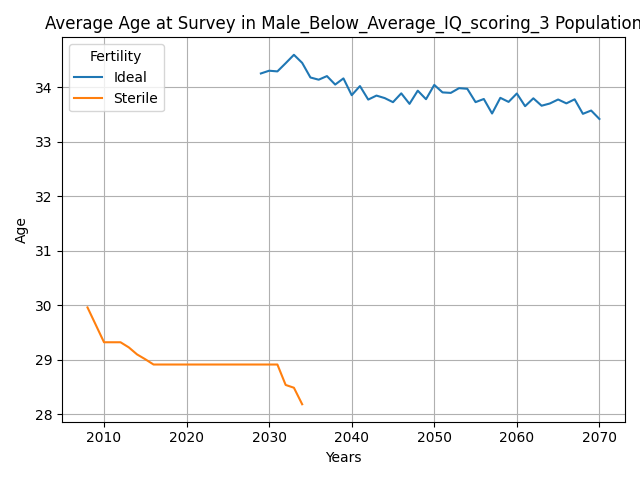 Average Age at Survey in Male_Below_Average_IQ_scoring_3 Population
Fertility
Ideal
Sterile
34
33
32
31
30
29
28
Age
2010 2020 2030 2040 2050 2060 2070
Years